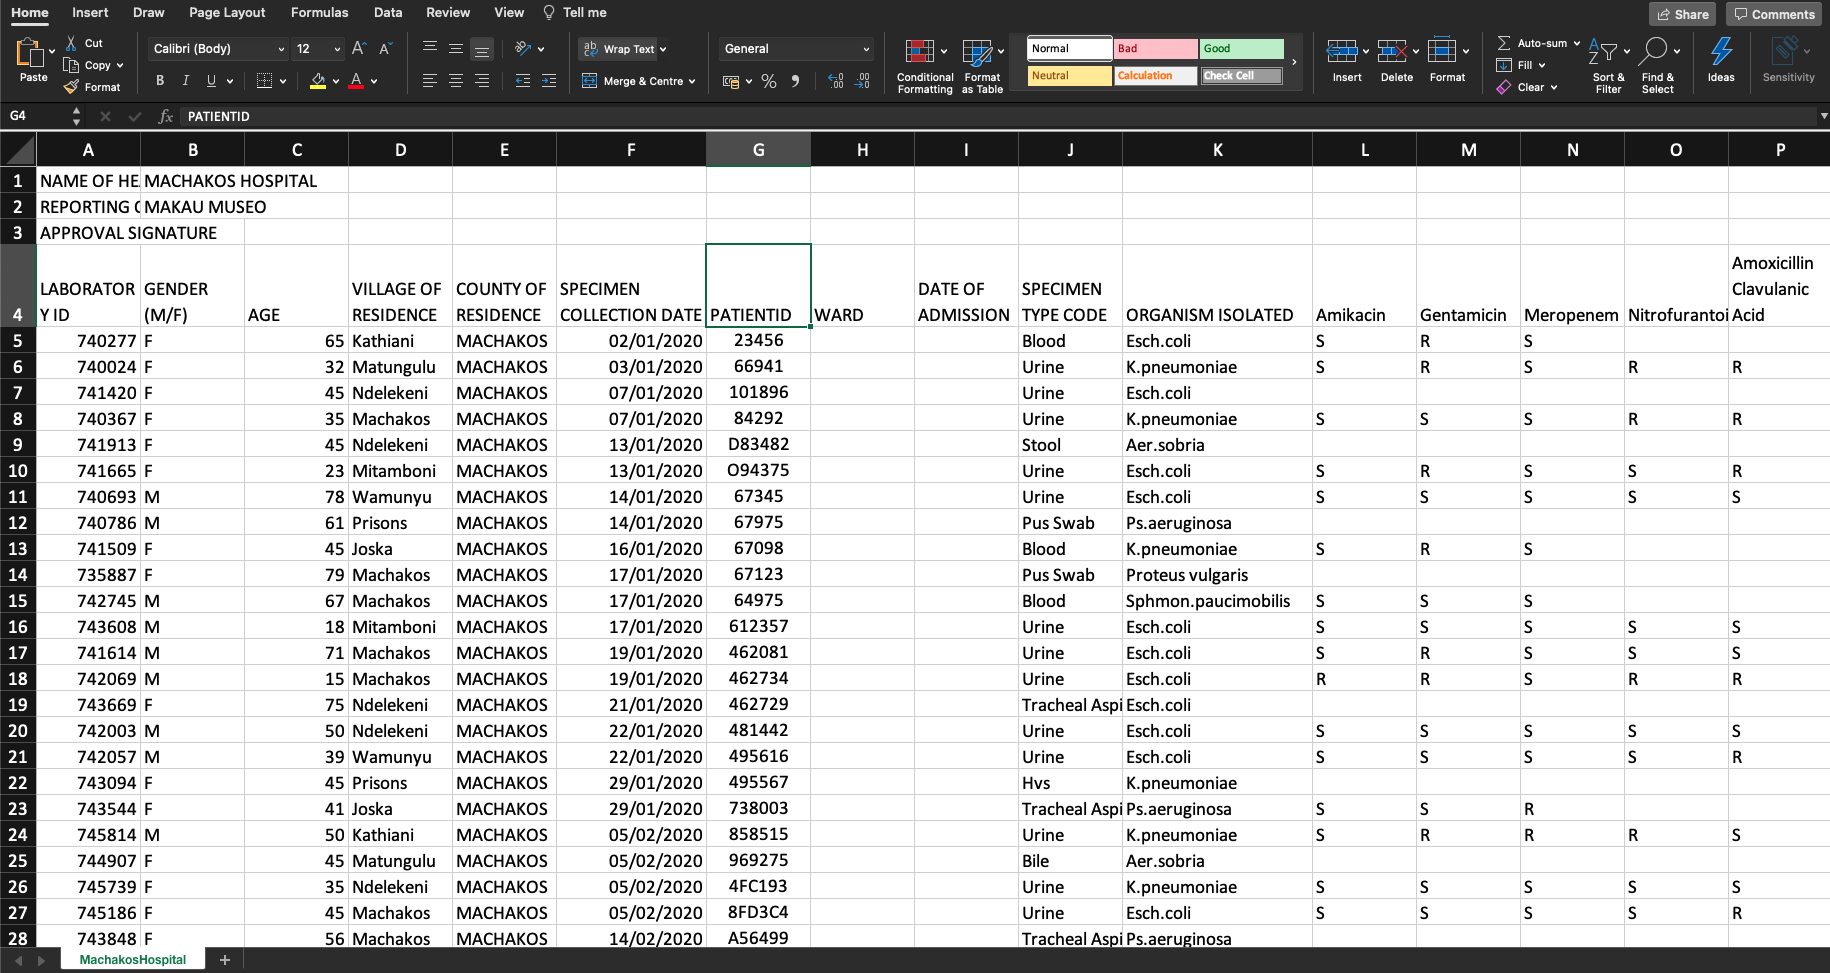 Home Insert Draw Page Layout Formulas Data Review View Tell me Share Comments
Paste Cut Copy Format Calibri (Body) 12 A A B I U A ab Wrap Text Merge & Centre General % Conditional Formatting Format as Table Normal Bad Good Neutral Calculation Check Cell Insert Delete Format Auto-sum Fill Clear Sort & Filter Find & Select Ideas Sensitivity
G4 fx PATIENTID
A B C D E F G H I J K L M N O P
1 NAME OF HE MACHAKOS HOSPITAL
2 REPORTING MAKAU MUSEO
3 APPROVAL SIGNATURE
4 LABORATORY ID GENDER (M/F) AGE VILLAGE OF RESIDENCE COUNTY OF RESIDENCE SPECIMEN COLLECTION DATE PATIENTID WARD DATE OF ADMISSION SPECIMEN TYPE CODE ORGANISM ISOLATED Amikacin Gentamicin Meropenem Nitrofurantoi Amoxicillin Clavulanic Acid
5 740277 F 65 Kathiani MACHAKOS 02/01/2020 23456 Blood Esch.coli S R S
6 740024 F 32 Matungulu MACHAKOS 03/01/2020 66941 Urine K.pneumoniae S R S R R
7 741420 F 45 Ndelekeni MACHAKOS 07/01/2020 101896 Urine Esch.coli
8 740367 F 35 Machakos MACHAKOS 07/01/2020 84292 Urine K.pneumoniae S S S R R
9 741913 F 45 Ndelekeni MACHAKOS 13/01/2020 D83482 Stool Aer.sobria
10 741665 F 23 Mitamboni MACHAKOS 13/01/2020 O94375 Urine Esch.coli S R S S R
11 740693 M 78 Wamunyu MACHAKOS 14/01/2020 67345 Urine Esch.coli S S S S S
12 740786 M 61 Prisons MACHAKOS 14/01/2020 67975 Pus Swab Ps.aeruginosa
13 741509 F 45 Joska MACHAKOS 16/01/2020 67098 Blood K.pneumoniae S R S
14 735887 F 79 Machakos MACHAKOS 17/01/2020 67123 Pus Swab Proteus vulgaris
15 742745 M 67 Machakos MACHAKOS 17/01/2020 64975 Blood Sphmon.paucimobilis S S S
16 743608 M 18 Mitamboni MACHAKOS 17/01/2020 612357 Urine Esch.coli S S S S S
17 741614 M 71 Machakos MACHAKOS 19/01/2020 462081 Urine Esch.coli S R S S S
18 742069 M 15 Machakos MACHAKOS 19/01/2020 462734 Urine Esch.coli R R S R R
19 743669 F 75 Ndelekeni MACHAKOS 21/01/2020 462729 Tracheal Aspi Esch.coli
20 742003 M 50 Ndelekeni MACHAKOS 22/01/2020 481442 Urine Esch.coli S S S S S
21 742057 M 39 Wamunyu MACHAKOS 22/01/2020 495616 Urine Esch.coli S S S S R
22 743094 F 45 Prisons MACHAKOS 29/01/2020 495567 Hvs K.pneumoniae
23 743544 F 41 Joska MACHAKOS 29/01/2020 738003 Tracheal Aspi Ps.aeruginosa S S R
24 745814 M 50 Kathiani MACHAKOS 05/02/2020 858515 Urine K.pneumoniae S R R R S
25 744907 F 45 Matungulu MACHAKOS 05/02/2020 969275 Bile Aer.sobria
26 745739 F 35 Ndelekeni MACHAKOS 05/02/2020 4FC193 Urine K.pneumoniae S S S S S
27 745186 F 45 Machakos MACHAKOS 05/02/2020 8FD3C4 Urine Esch.coli S S S S R
28 743848 F 56 Machakos MACHAKOS 14/02/2020 A56499 Tracheal Aspi Ps.aeruginosa
MachakosHospital +